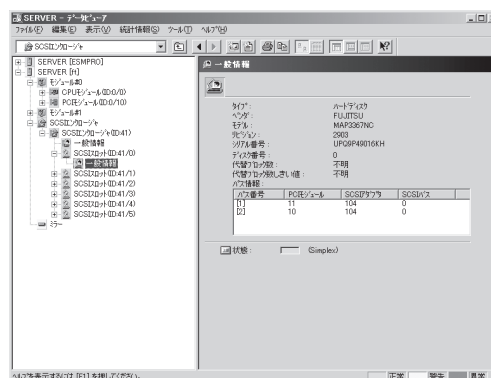 SERVER - データビューア
ファイル(F) 編集(E) 表示(V) 統計情報(S) ツール(T) ヘルプ(H)
SCSIエンクロージャ
SERVER [ESMPRO]
SERVER [ft]
モジュール#0
CPUモジュール(ID:0/0)
PCIモジュール(ID:0/10)
モジュール#1
SCSIエンクロージャ
SCSIエンクロージャ(ID:41)
一般情報
SCSIスロット(ID:41/0)
一般情報
SCSIスロット(ID:41/1)
SCSIスロット(ID:41/2)
SCSIスロット(ID:41/3)
SCSIスロット(ID:41/4)
SCSIスロット(ID:41/5)
ミラー
一般情報
タイプ: ハードディスク
ベンダ: FUJITSU
モデル: MAP3367NC
リビジョン: 2903
シリアル番号: UPQ9P49016KH
ディスク番号: 0
代替ブロック数: 不明
代替ブロック数しきい値: 不明
パス情報:
パス番号 PCIモジュール SCSIアダプタ SCSIバス
[1] 11 104 0
[2] 10 104 0
状態: (Simplex)
ヘルプを表示するには [F1] を押してください。
正常 警告 異常